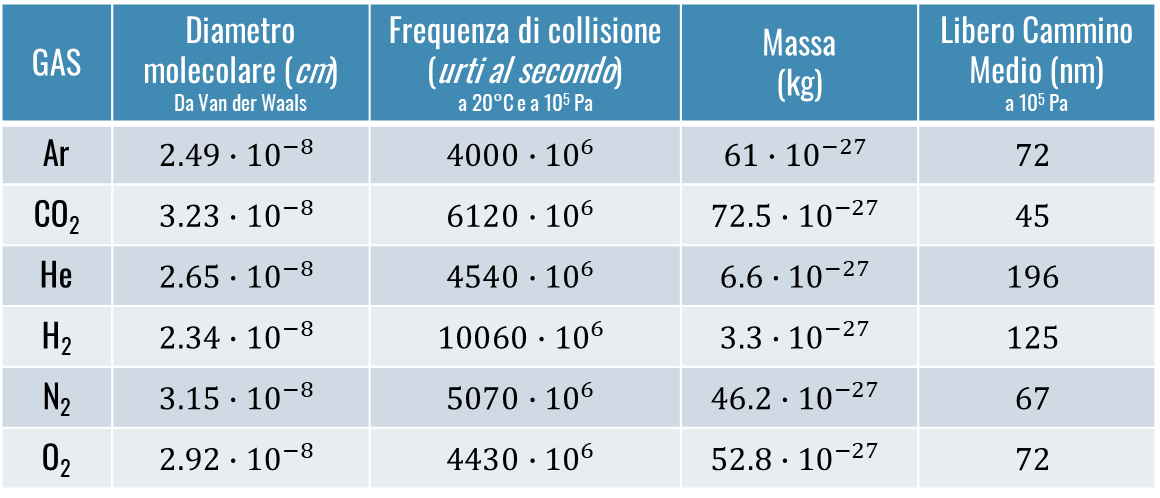 GAS
Diametro
molecolare (cm)
Da Van der Waals
Frequenza di collisione
(urti al secondo)
a 20°C e a 10⁵ Pa
Massa
(kg)
Libero Cammino
Medio (nm)
a 10⁵ Pa
Ar 2.49 · 10⁻⁸ 4000 · 10⁶ 61 · 10⁻²⁷ 72
CO₂ 3.23 · 10⁻⁸ 6120 · 10⁶ 72.5 · 10⁻²⁷ 45
He 2.65 · 10⁻⁸ 4540 · 10⁶ 6.6 · 10⁻²⁷ 196
H₂ 2.34 · 10⁻⁸ 10060 · 10⁶ 3.3 · 10⁻²⁷ 125
N₂ 3.15 · 10⁻⁸ 5070 · 10⁶ 46.2 · 10⁻²⁷ 67
O₂ 2.92 · 10⁻⁸ 4430 · 10⁶ 52.8 · 10⁻²⁷ 72